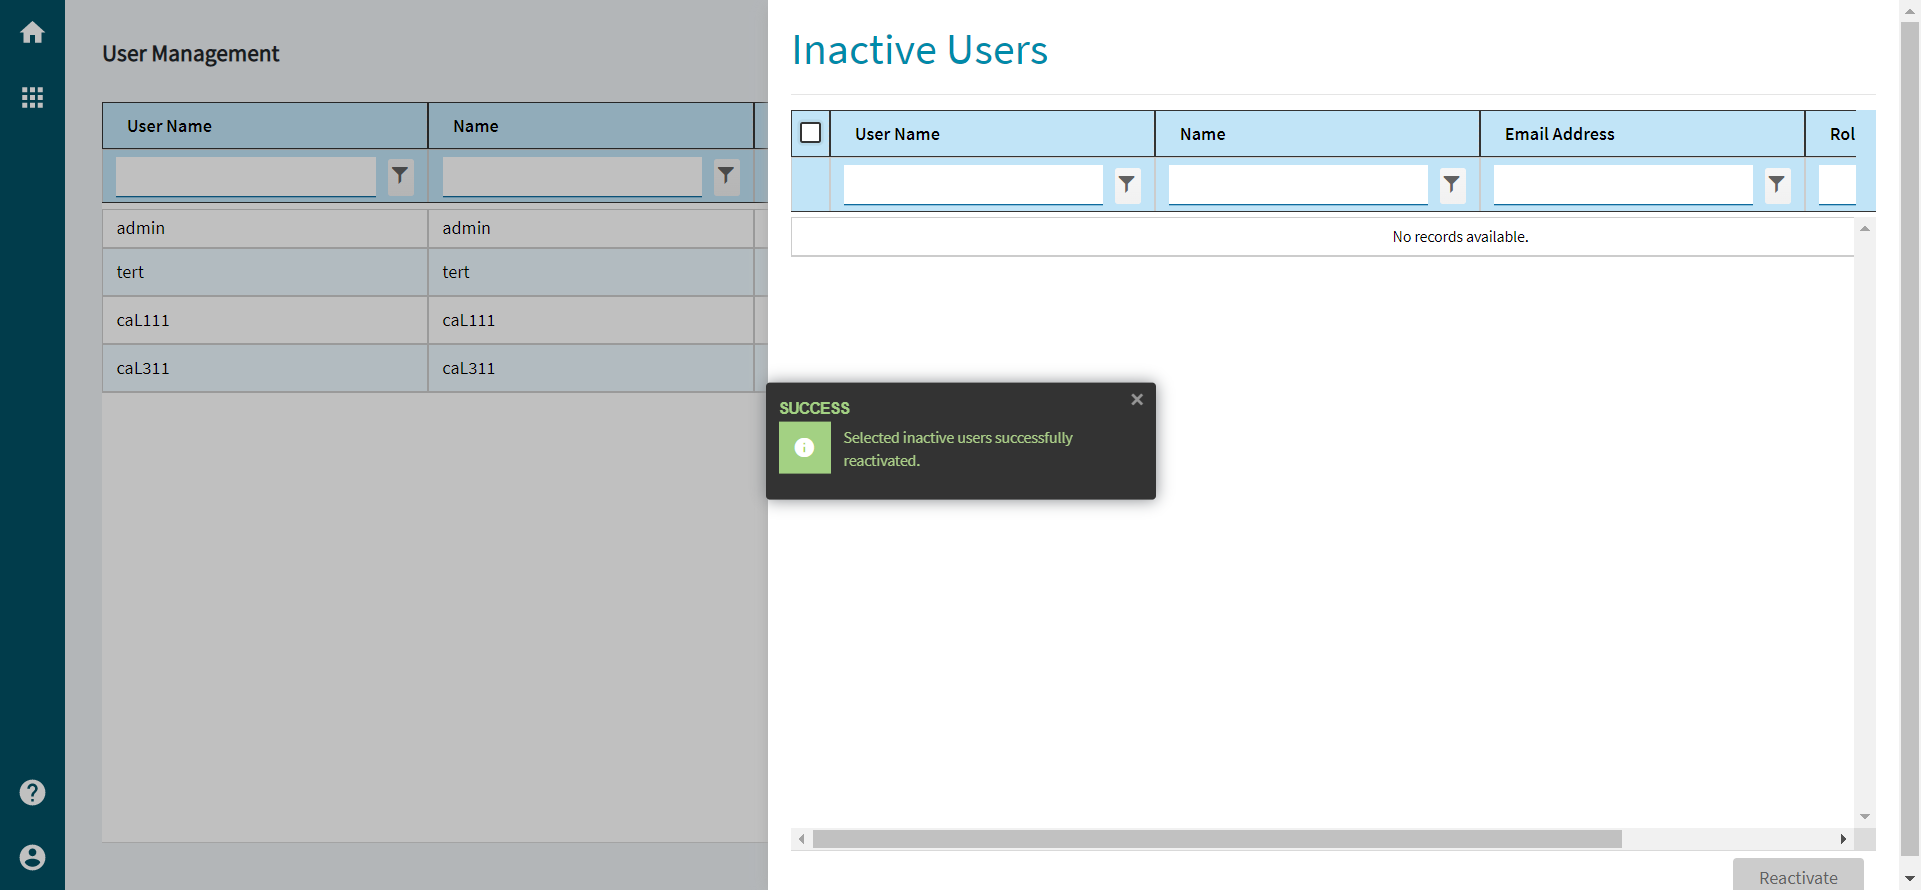 User Management
User Name Name
admin admin
tert tert
caL111 caL111
caL311 caL311
Inactive Users
User Name Name Email Address Rol
No records available.
SUCCESS
Selected inactive users successfully
reactivated.
Reactivate